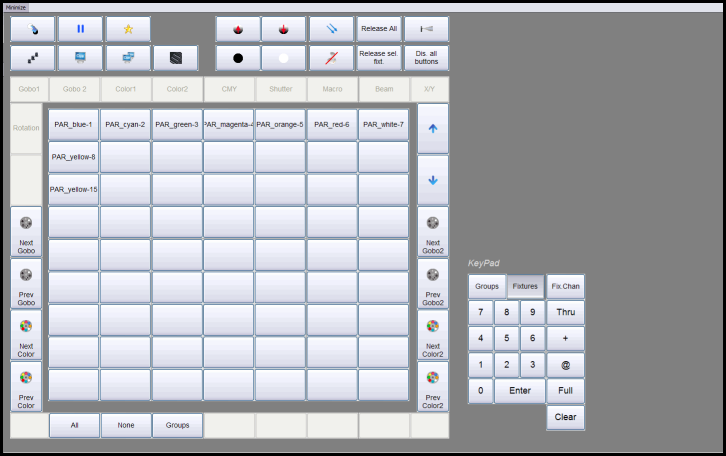 Minimize
Release All
Release sel. fixt.
Dis. all buttons
Gobo1 Gobo 2 Color1 Color2 CMY Shutter Macro Beam X/Y
Rotation
PAR_blue-1 PAR_cyan-2 PAR_green-3 PAR_magenta-4 PAR_orange-5 PAR_red-6 PAR_white-7
PAR_yellow-8
PAR_yellow-15
Next Gobo
Next Gobo2
Prev Gobo
Prev Gobo2
Next Color
Next Color2
Prev Color
Prev Color2
All None Groups
KeyPad
Groups Fixtures Fix.Chan
7 8 9 Thru
4 5 6 +
1 2 3 @
0 Enter Full
Clear